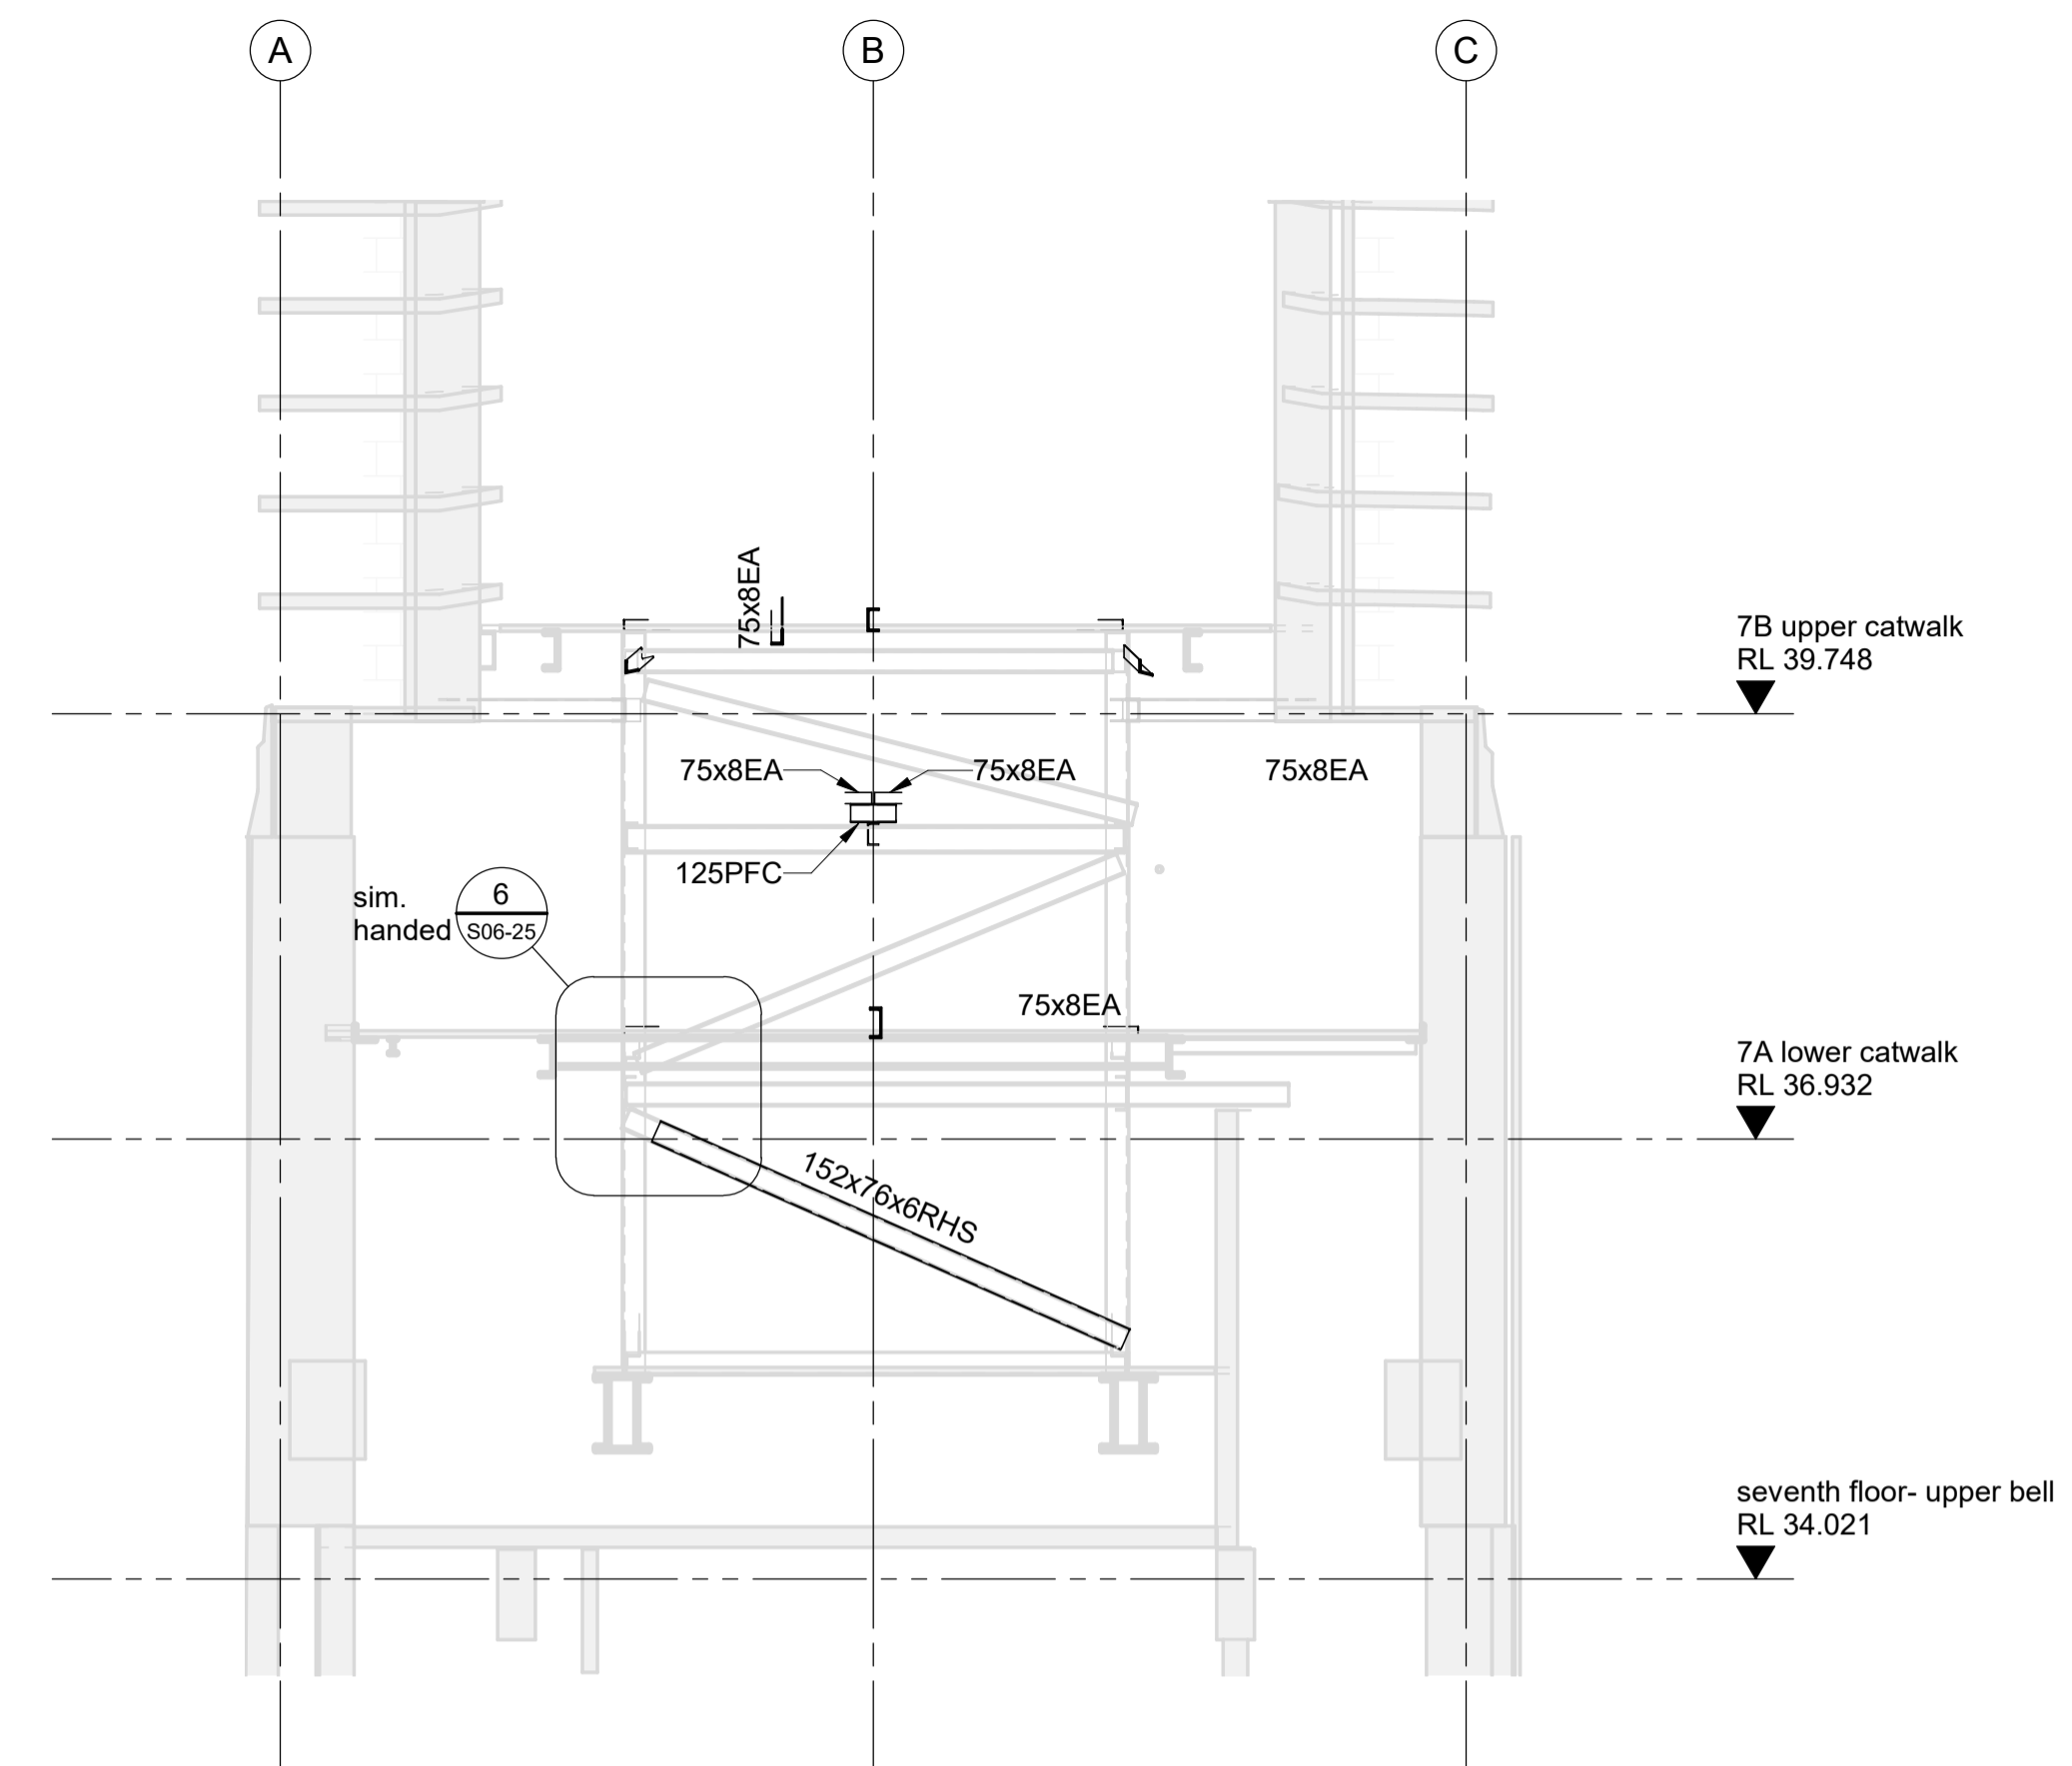 A
B
C
75x8EA
7B upper catwalk
RL 39.748
75x8EA
75x8EA
75x8EA
125PFC
sim.
handed
6
S06-25
75x8EA
7A lower catwalk
RL 36.932
152x76x6RHS
seventh floor- upper bell
RL 34.021